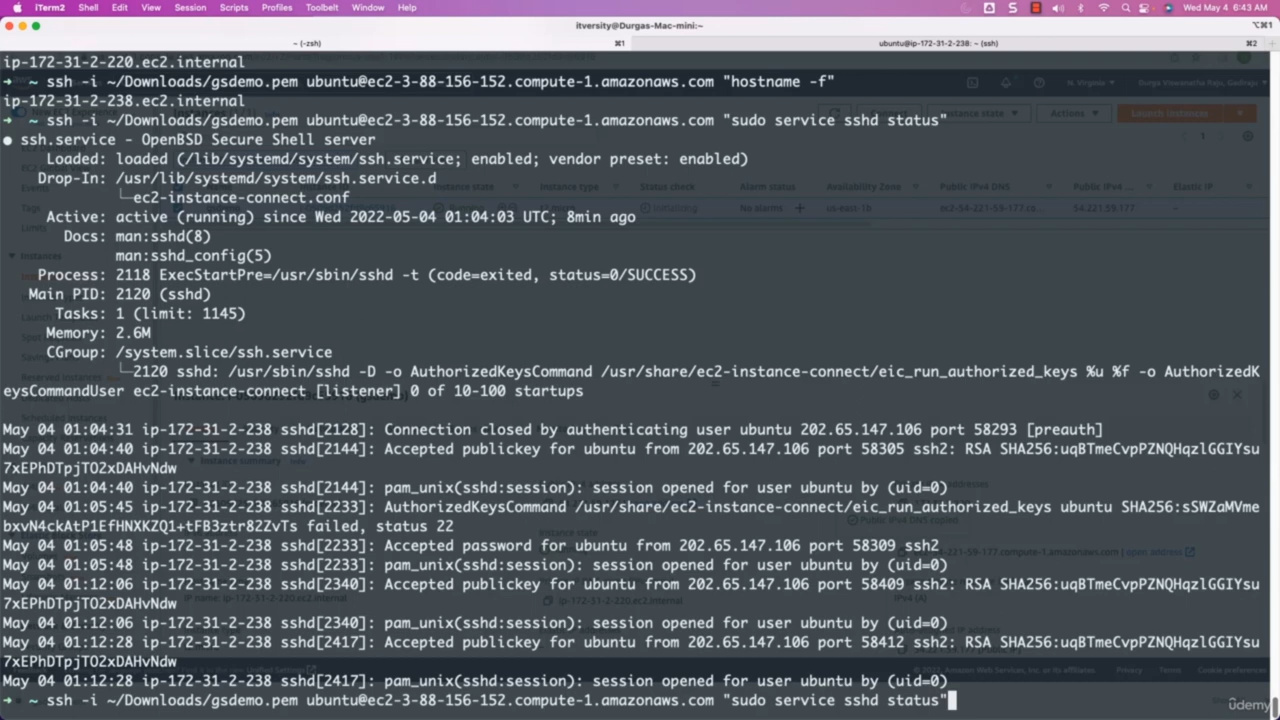 iTerm2 Shell Edit View Session Scripts Profiles Toolbelt Window Help Wed May 4 6:43 AM
itversity@Durgas-Mac-mini:~ ⌥⌘1
~ (-zsh) ⌘1 ubuntu@ip-172-31-2-238: ~ (ssh) ⌘2
ip-172-31-2-220.ec2.internal
→ ~ ssh -i ~/Downloads/gsdemo.pem ubuntu@ec2-3-88-156-152.compute-1.amazonaws.com "hostname -f"
ip-172-31-2-238.ec2.internal
→ ~ ssh -i ~/Downloads/gsdemo.pem ubuntu@ec2-3-88-156-152.compute-1.amazonaws.com "sudo service sshd status"
● ssh.service - OpenBSD Secure Shell server
Loaded: loaded (/lib/systemd/system/ssh.service; enabled; vendor preset: enabled)
Drop-In: /usr/lib/systemd/system/ssh.service.d
└─ec2-instance-connect.conf
Active: active (running) since Wed 2022-05-04 01:04:03 UTC; 8min ago
Docs: man:sshd(8)
man:sshd_config(5)
Process: 2118 ExecStartPre=/usr/sbin/sshd -t (code=exited, status=0/SUCCESS)
Main PID: 2120 (sshd)
Tasks: 1 (limit: 1145)
Memory: 2.6M
CGroup: /system.slice/ssh.service
└─2120 sshd: /usr/sbin/sshd -D -o AuthorizedKeysCommand /usr/share/ec2-instance-connect/eic_run_authorized_keys %u %f -o AuthorizedK
eysCommandUser ec2-instance-connect [listener] 0 of 10-100 startups
May 04 01:04:31 ip-172-31-2-238 sshd[2128]: Connection closed by authenticating user ubuntu 202.65.147.106 port 58293 [preauth]
May 04 01:04:40 ip-172-31-2-238 sshd[2144]: Accepted publickey for ubuntu from 202.65.147.106 port 58305 ssh2: RSA SHA256:uqBTmeCvpPZNQHqzlGGIYsu
7xEPhDTpjTO2xDAHvNdw
May 04 01:04:40 ip-172-31-2-238 sshd[2144]: pam_unix(sshd:session): session opened for user ubuntu by (uid=0)
May 04 01:05:45 ip-172-31-2-238 sshd[2233]: AuthorizedKeysCommand /usr/share/ec2-instance-connect/eic_run_authorized_keys ubuntu SHA256:sSWZaMVme
bxvN4ckAtP1EfHNXKZQ1+tFB3ztr82ZvTs failed, status 22
May 04 01:05:48 ip-172-31-2-238 sshd[2233]: Accepted password for ubuntu from 202.65.147.106 port 58309 ssh2
May 04 01:05:48 ip-172-31-2-238 sshd[2233]: pam_unix(sshd:session): session opened for user ubuntu by (uid=0)
May 04 01:12:06 ip-172-31-2-238 sshd[2340]: Accepted publickey for ubuntu from 202.65.147.106 port 58409 ssh2: RSA SHA256:uqBTmeCvpPZNQHqzlGGIYsu
7xEPhDTpjTO2xDAHvNdw
May 04 01:12:06 ip-172-31-2-238 sshd[2340]: pam_unix(sshd:session): session opened for user ubuntu by (uid=0)
May 04 01:12:28 ip-172-31-2-238 sshd[2417]: Accepted publickey for ubuntu from 202.65.147.106 port 58412 ssh2: RSA SHA256:uqBTmeCvpPZNQHqzlGGIYsu
7xEPhDTpjTO2xDAHvNdw
May 04 01:12:28 ip-172-31-2-238 sshd[2417]: pam_unix(sshd:session): session opened for user ubuntu by (uid=0)
→ ~ ssh -i ~/Downloads/gsdemo.pem ubuntu@ec2-3-88-156-152.compute-1.amazonaws.com "sudo service sshd status"
udemy